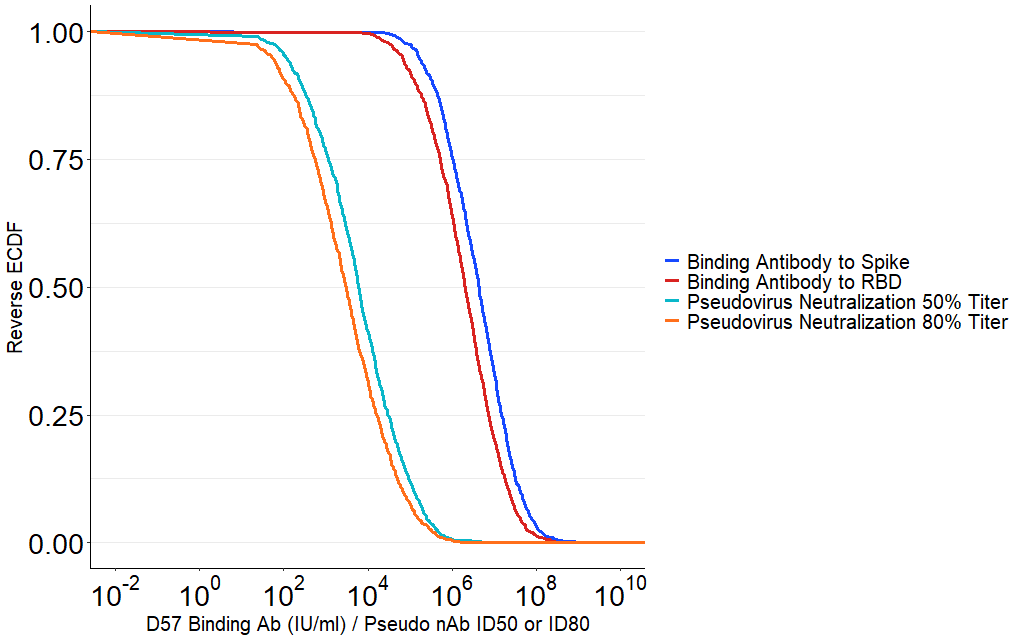 Reverse ECDF
1.00
0.75
0.50
0.25
0.00
10^-2 10^0 10^2 10^4 10^6 10^8 10^10
D57 Binding Ab (IU/ml) / Pseudo nAb ID50 or ID80
Binding Antibody to Spike
Binding Antibody to RBD
Pseudovirus Neutralization 50% Titer
Pseudovirus Neutralization 80% Titer